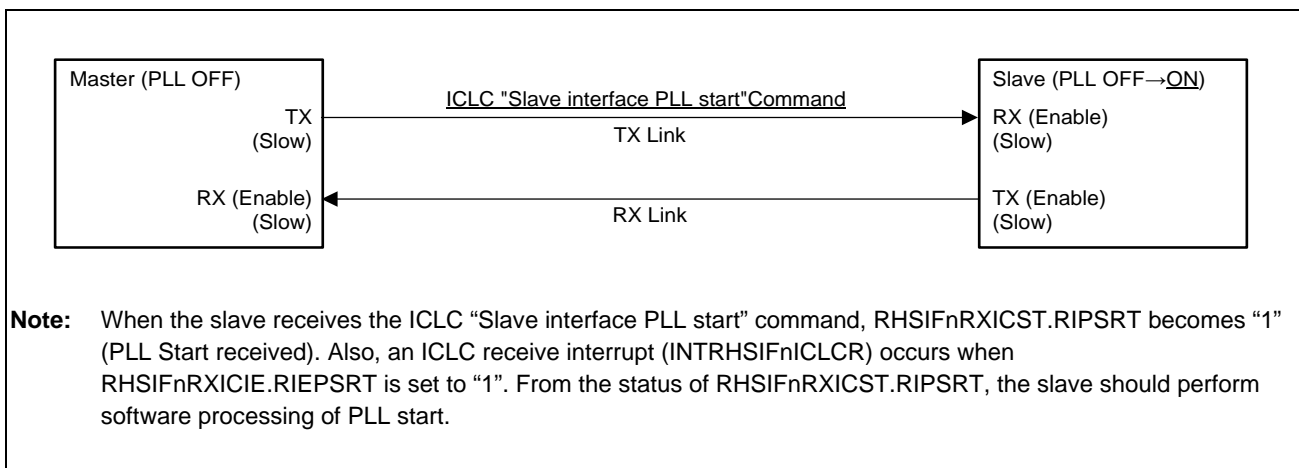 Master (PLL OFF)
TX
(Slow)
RX (Enable)
(Slow)
ICLC "Slave interface PLL start"Command
TX Link
RX Link
Slave (PLL OFF→ON)
RX (Enable)
(Slow)
TX (Enable)
(Slow)
Note: When the slave receives the ICLC “Slave interface PLL start” command, RHSIFnRXICST.RIPSRT becomes “1”
(PLL Start received). Also, an ICLC receive interrupt (INTRHSIFnICLCR) occurs when
RHSIFnRXICIE.RIEPSRT is set to “1”. From the status of RHSIFnRXICST.RIPSRT, the slave should perform
software processing of PLL start.